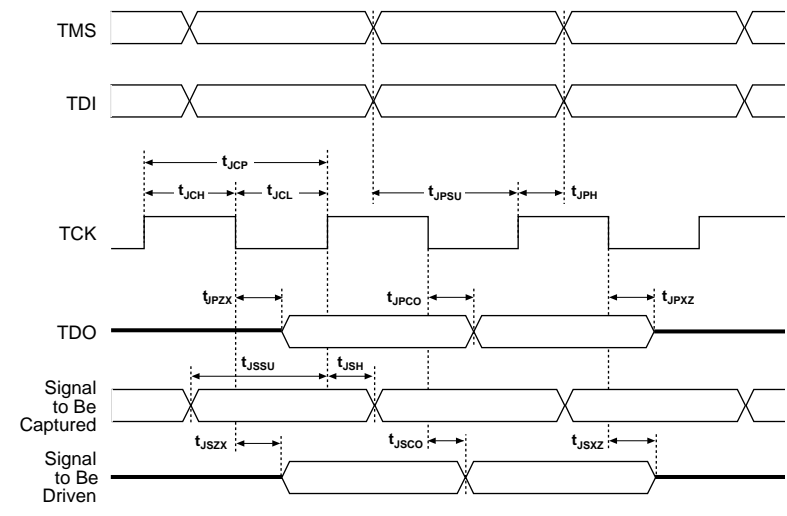 TMS
TDI
tJCP
tJCH
tJCL
tJPSU
tJPH
TCK
tJPZX
tJPCO
tJPXZ
TDO
tJSSU
tJSH
Signal
to Be
Captured
tJSZX
tJSCO
tJSXZ
Signal
to Be
Driven